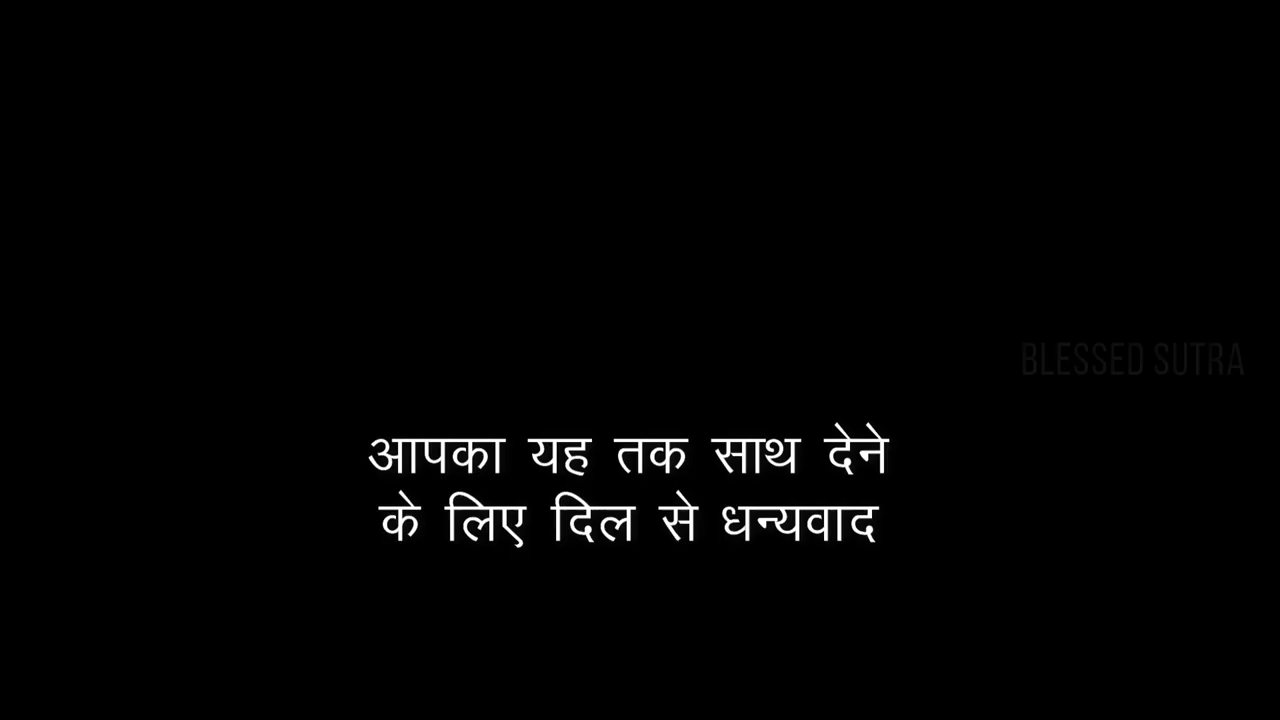 BLESSED SUTRA
आपका यह तक साथ देने
के लिए दिल से धन्यवाद